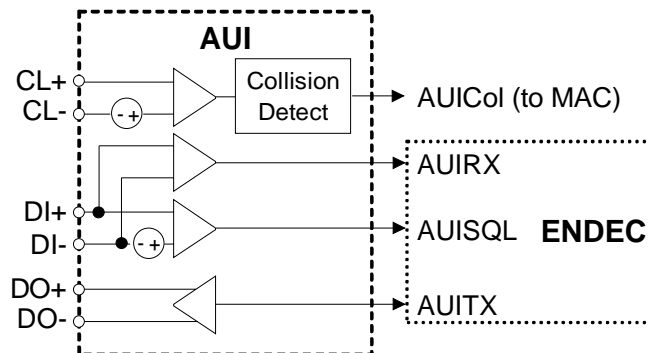 AUI
CL+
CL-
- +
Collision
Detect
AUICol (to MAC)
AUIRX
DI+
DI-
- +
AUISQL
ENDEC
DO+
DO-
AUITX